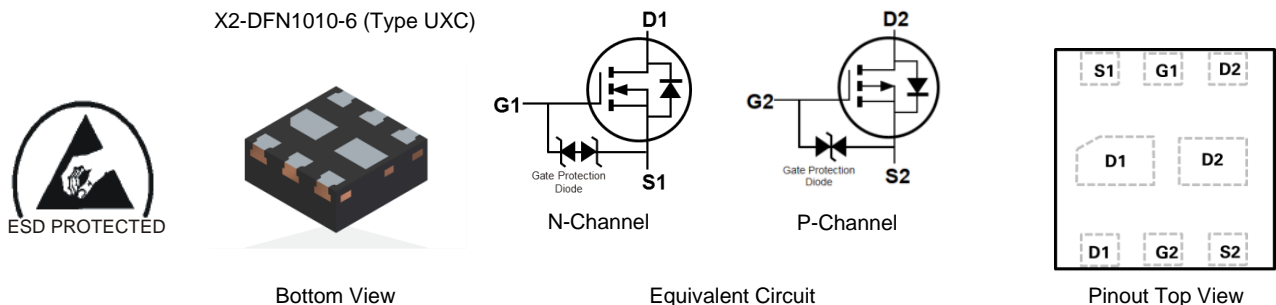 X2-DFN1010-6 (Type UXC)
ESD PROTECTED
Bottom View
D1
G1
Gate Protection
Diode
S1
N-Channel
D2
G2
Gate Protection
Diode
S2
P-Channel
Equivalent Circuit
S1 G1 D2
D1 D2
D1 G2 S2
Pinout Top View